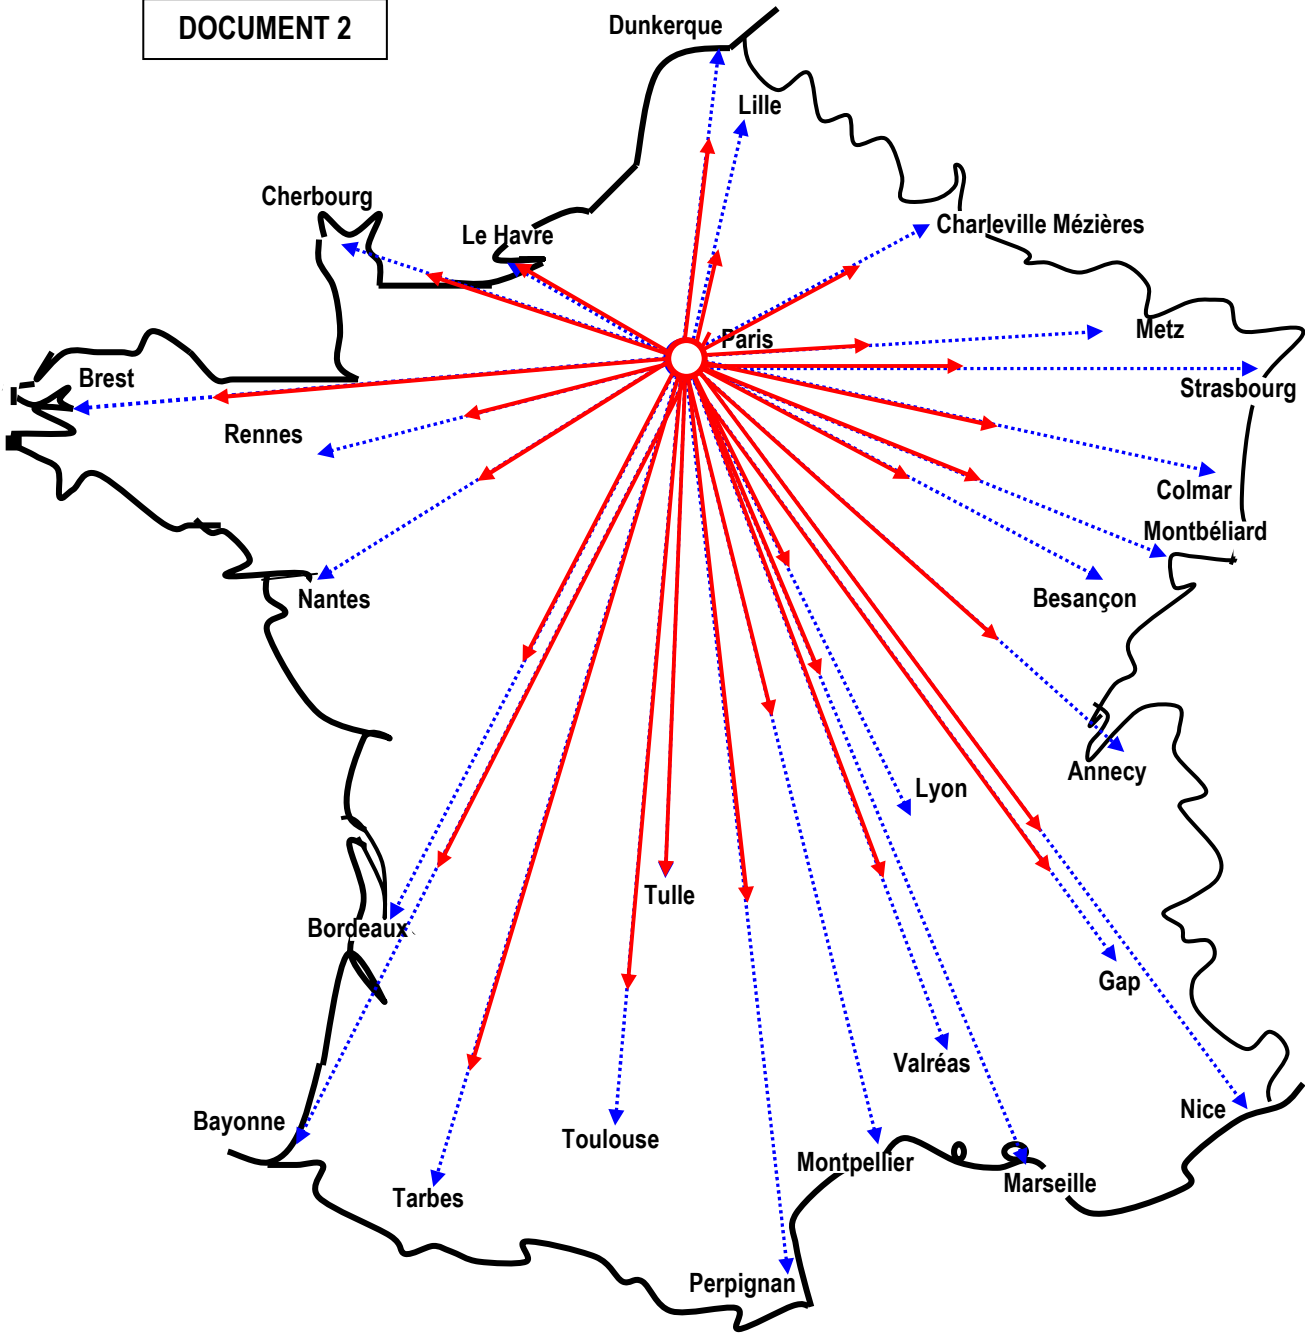 DOCUMENT 2
Dunkerque
Lille
Cherbourg
Le Havre
Charleville Mézières
Paris
Metz
Brest
Strasbourg
Rennes
Colmar
Montbéliard
Nantes
Besançon
Annecy
Lyon
Tulle
Bordeaux
Gap
Valréas
Nice
Bayonne
Toulouse
Montpellier
Marseille
Tarbes
Perpignan